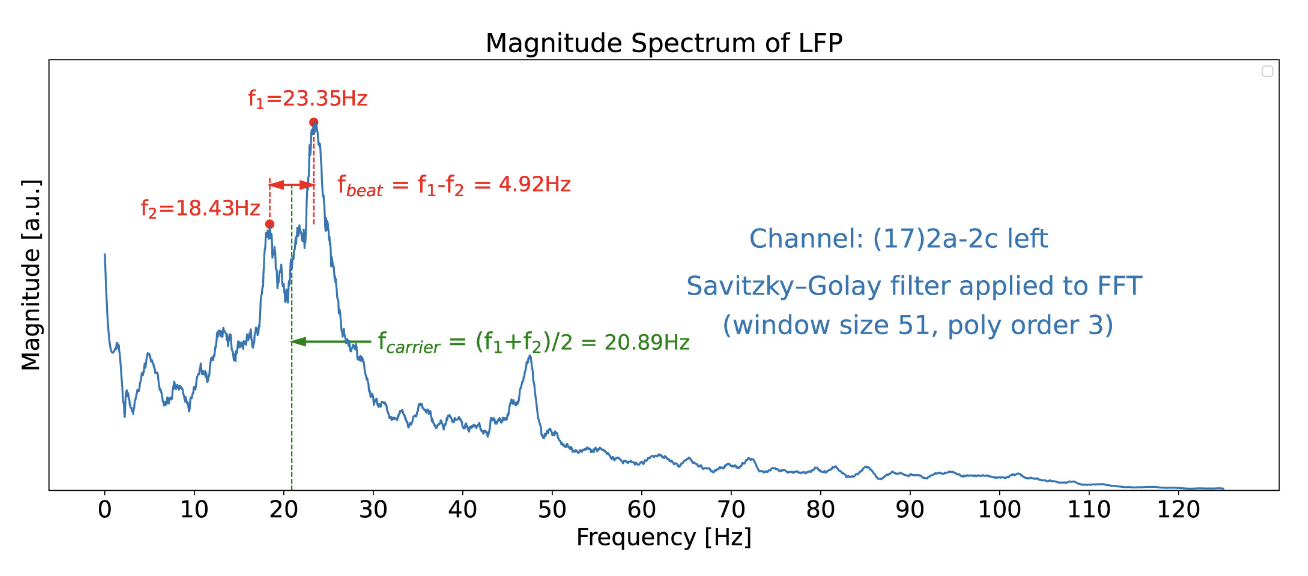 Magnitude Spectrum of LFP
f₁=23.35Hz
f_beat = f₁-f₂ = 4.92Hz
f₂=18.43Hz
Channel: (17)2a-2c left
Savitzky–Golay filter applied to FFT
(window size 51, poly order 3)
f_carrier = (f₁+f₂)/2 = 20.89Hz
Magnitude [a.u.]
0 10 20 30 40 50 60 70 80 90 100 110 120
Frequency [Hz]